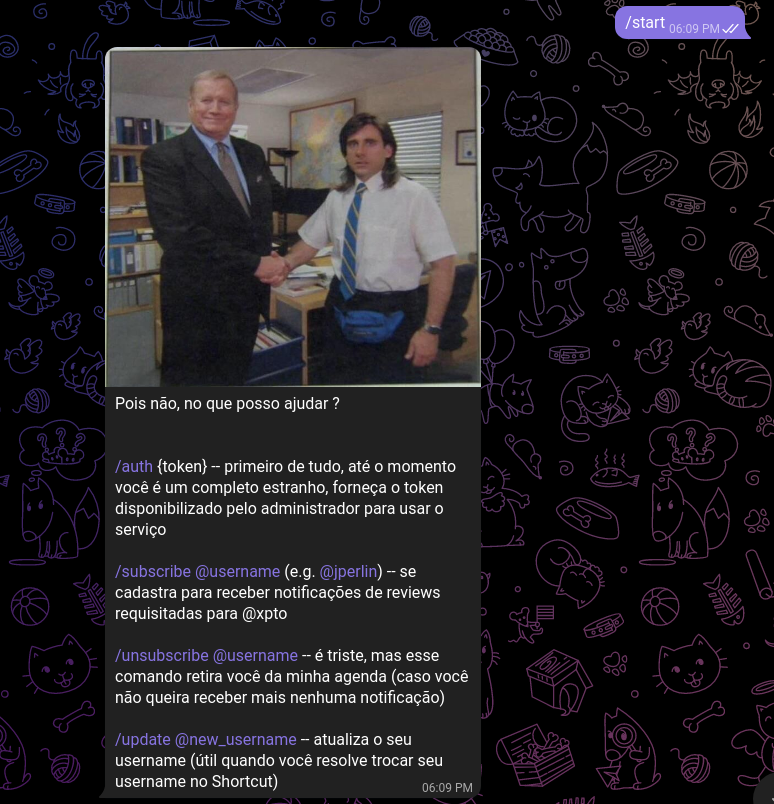 /start 06:09 PM
Pois não, no que posso ajudar ?
/auth {token} -- primeiro de tudo, até o momento
você é um completo estranho, forneça o token
disponibilizado pelo administrador para usar o
serviço
/subscribe @username (e.g. @jperlin) -- se
cadastra para receber notificações de reviews
requisitadas para @xpto
/unsubscribe @username -- é triste, mas esse
comando retira você da minha agenda (caso você
não queira receber mais nenhuma notificação)
/update @new_username -- atualiza o seu
username (útil quando você resolve trocar seu
username no Shortcut)
06:09 PM